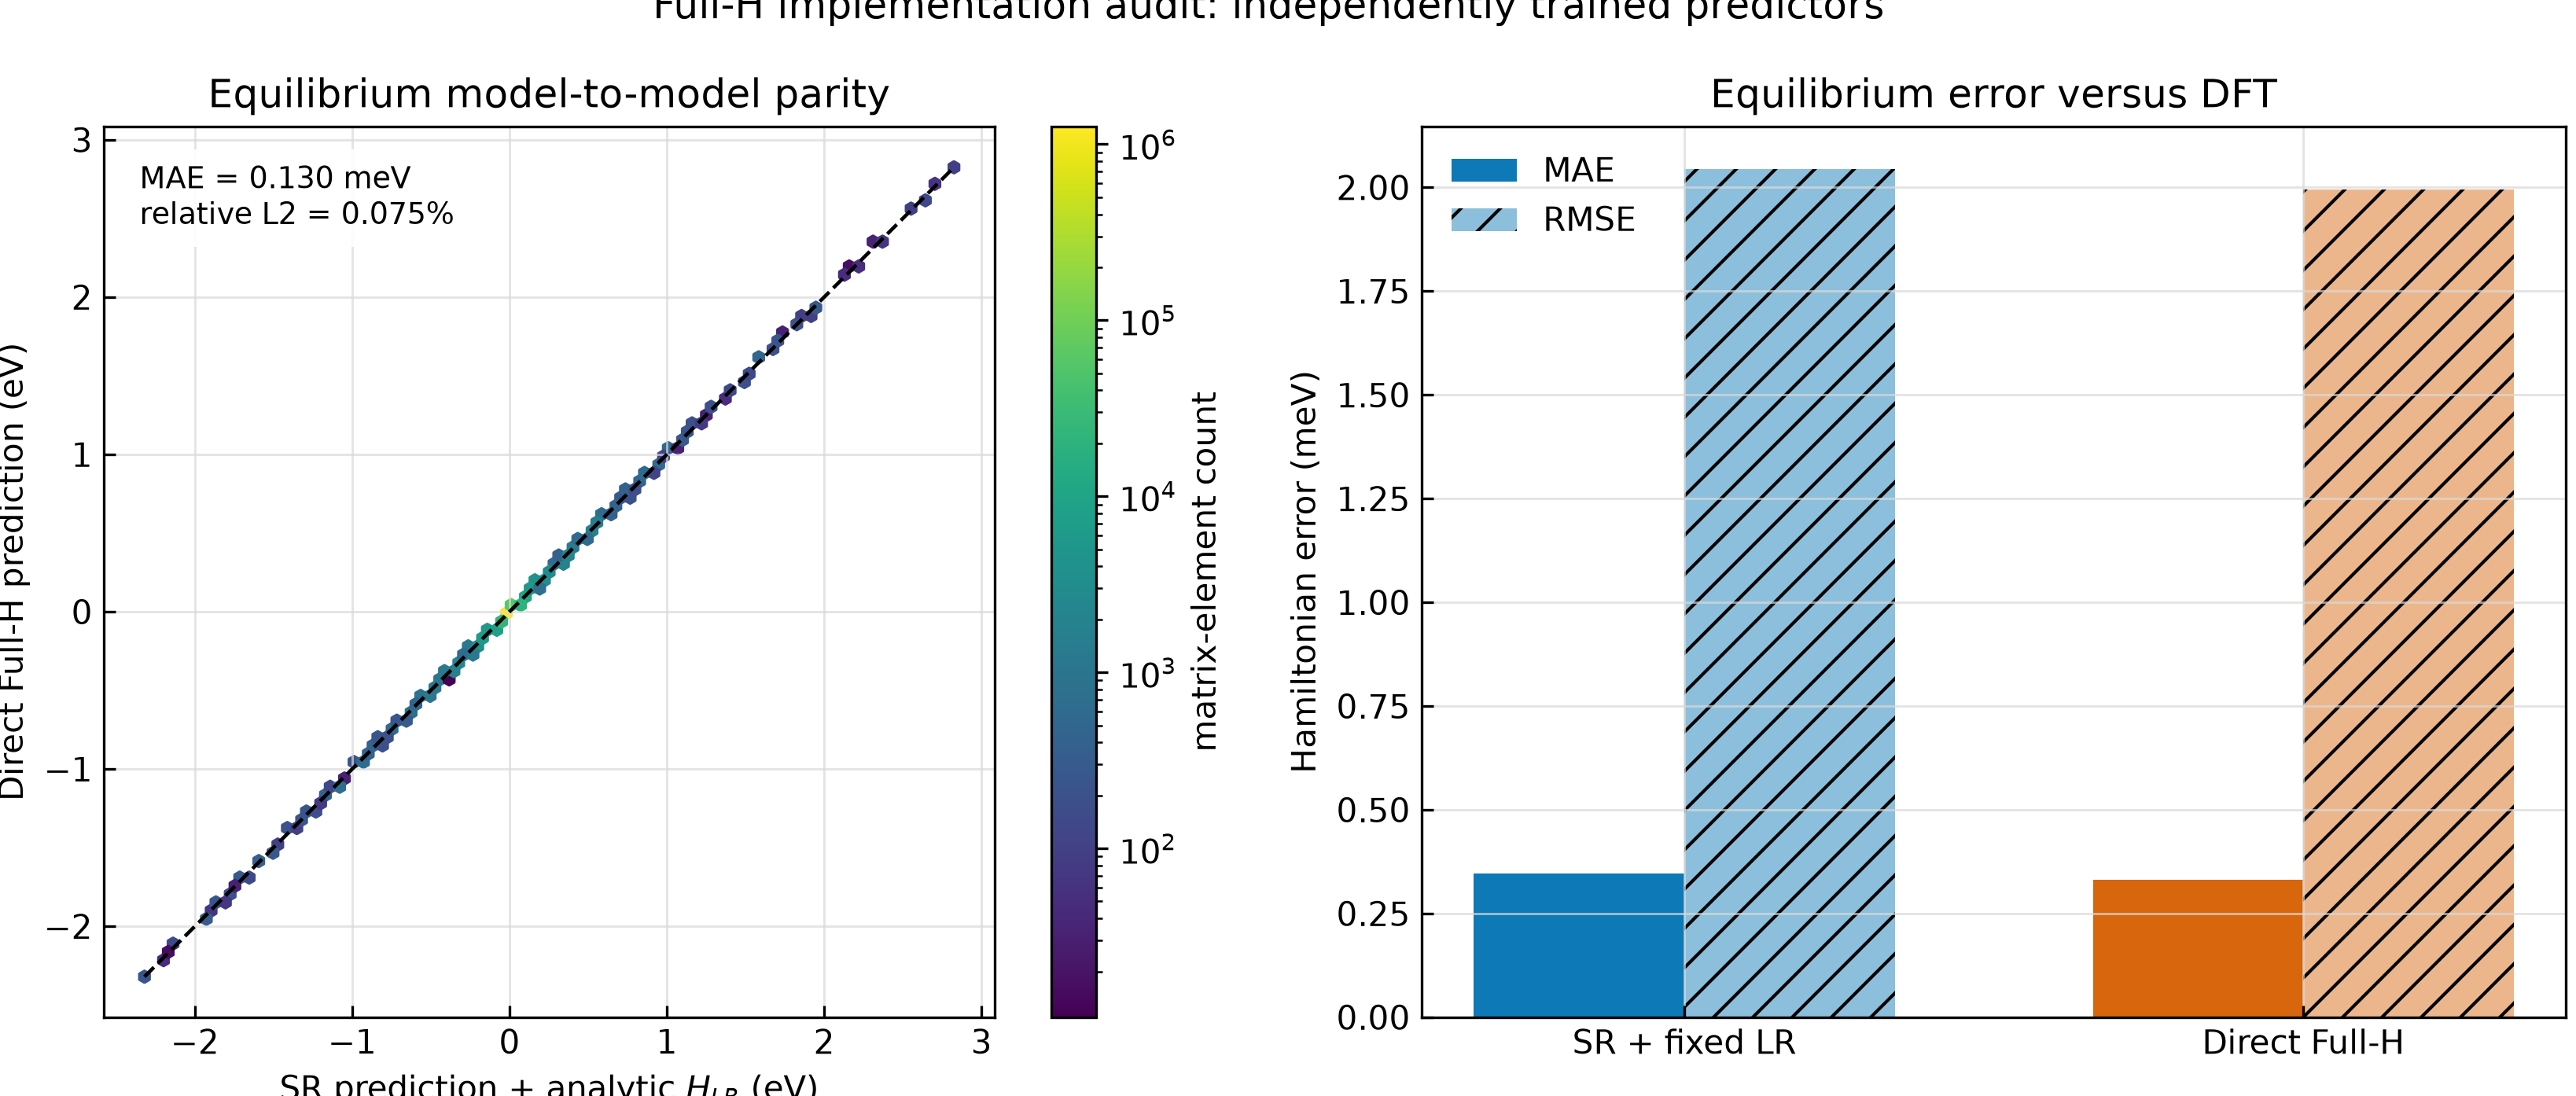 Full-H implementation audit: independently trained predictors
Equilibrium model-to-model parity
MAE = 0.130 meV
relative L2 = 0.075%
3
2
1
0
−1
−2
Direct Full-H prediction (eV)
−2
−1
0
1
2
3
SR prediction + analytic H_LR (eV)
10^6
10^5
10^4
10^3
10^2
matrix-element count
Equilibrium error versus DFT
MAE
RMSE
2.00
1.75
1.50
1.25
1.00
0.75
0.50
0.25
0.00
Hamiltonian error (meV)
SR + fixed LR
Direct Full-H